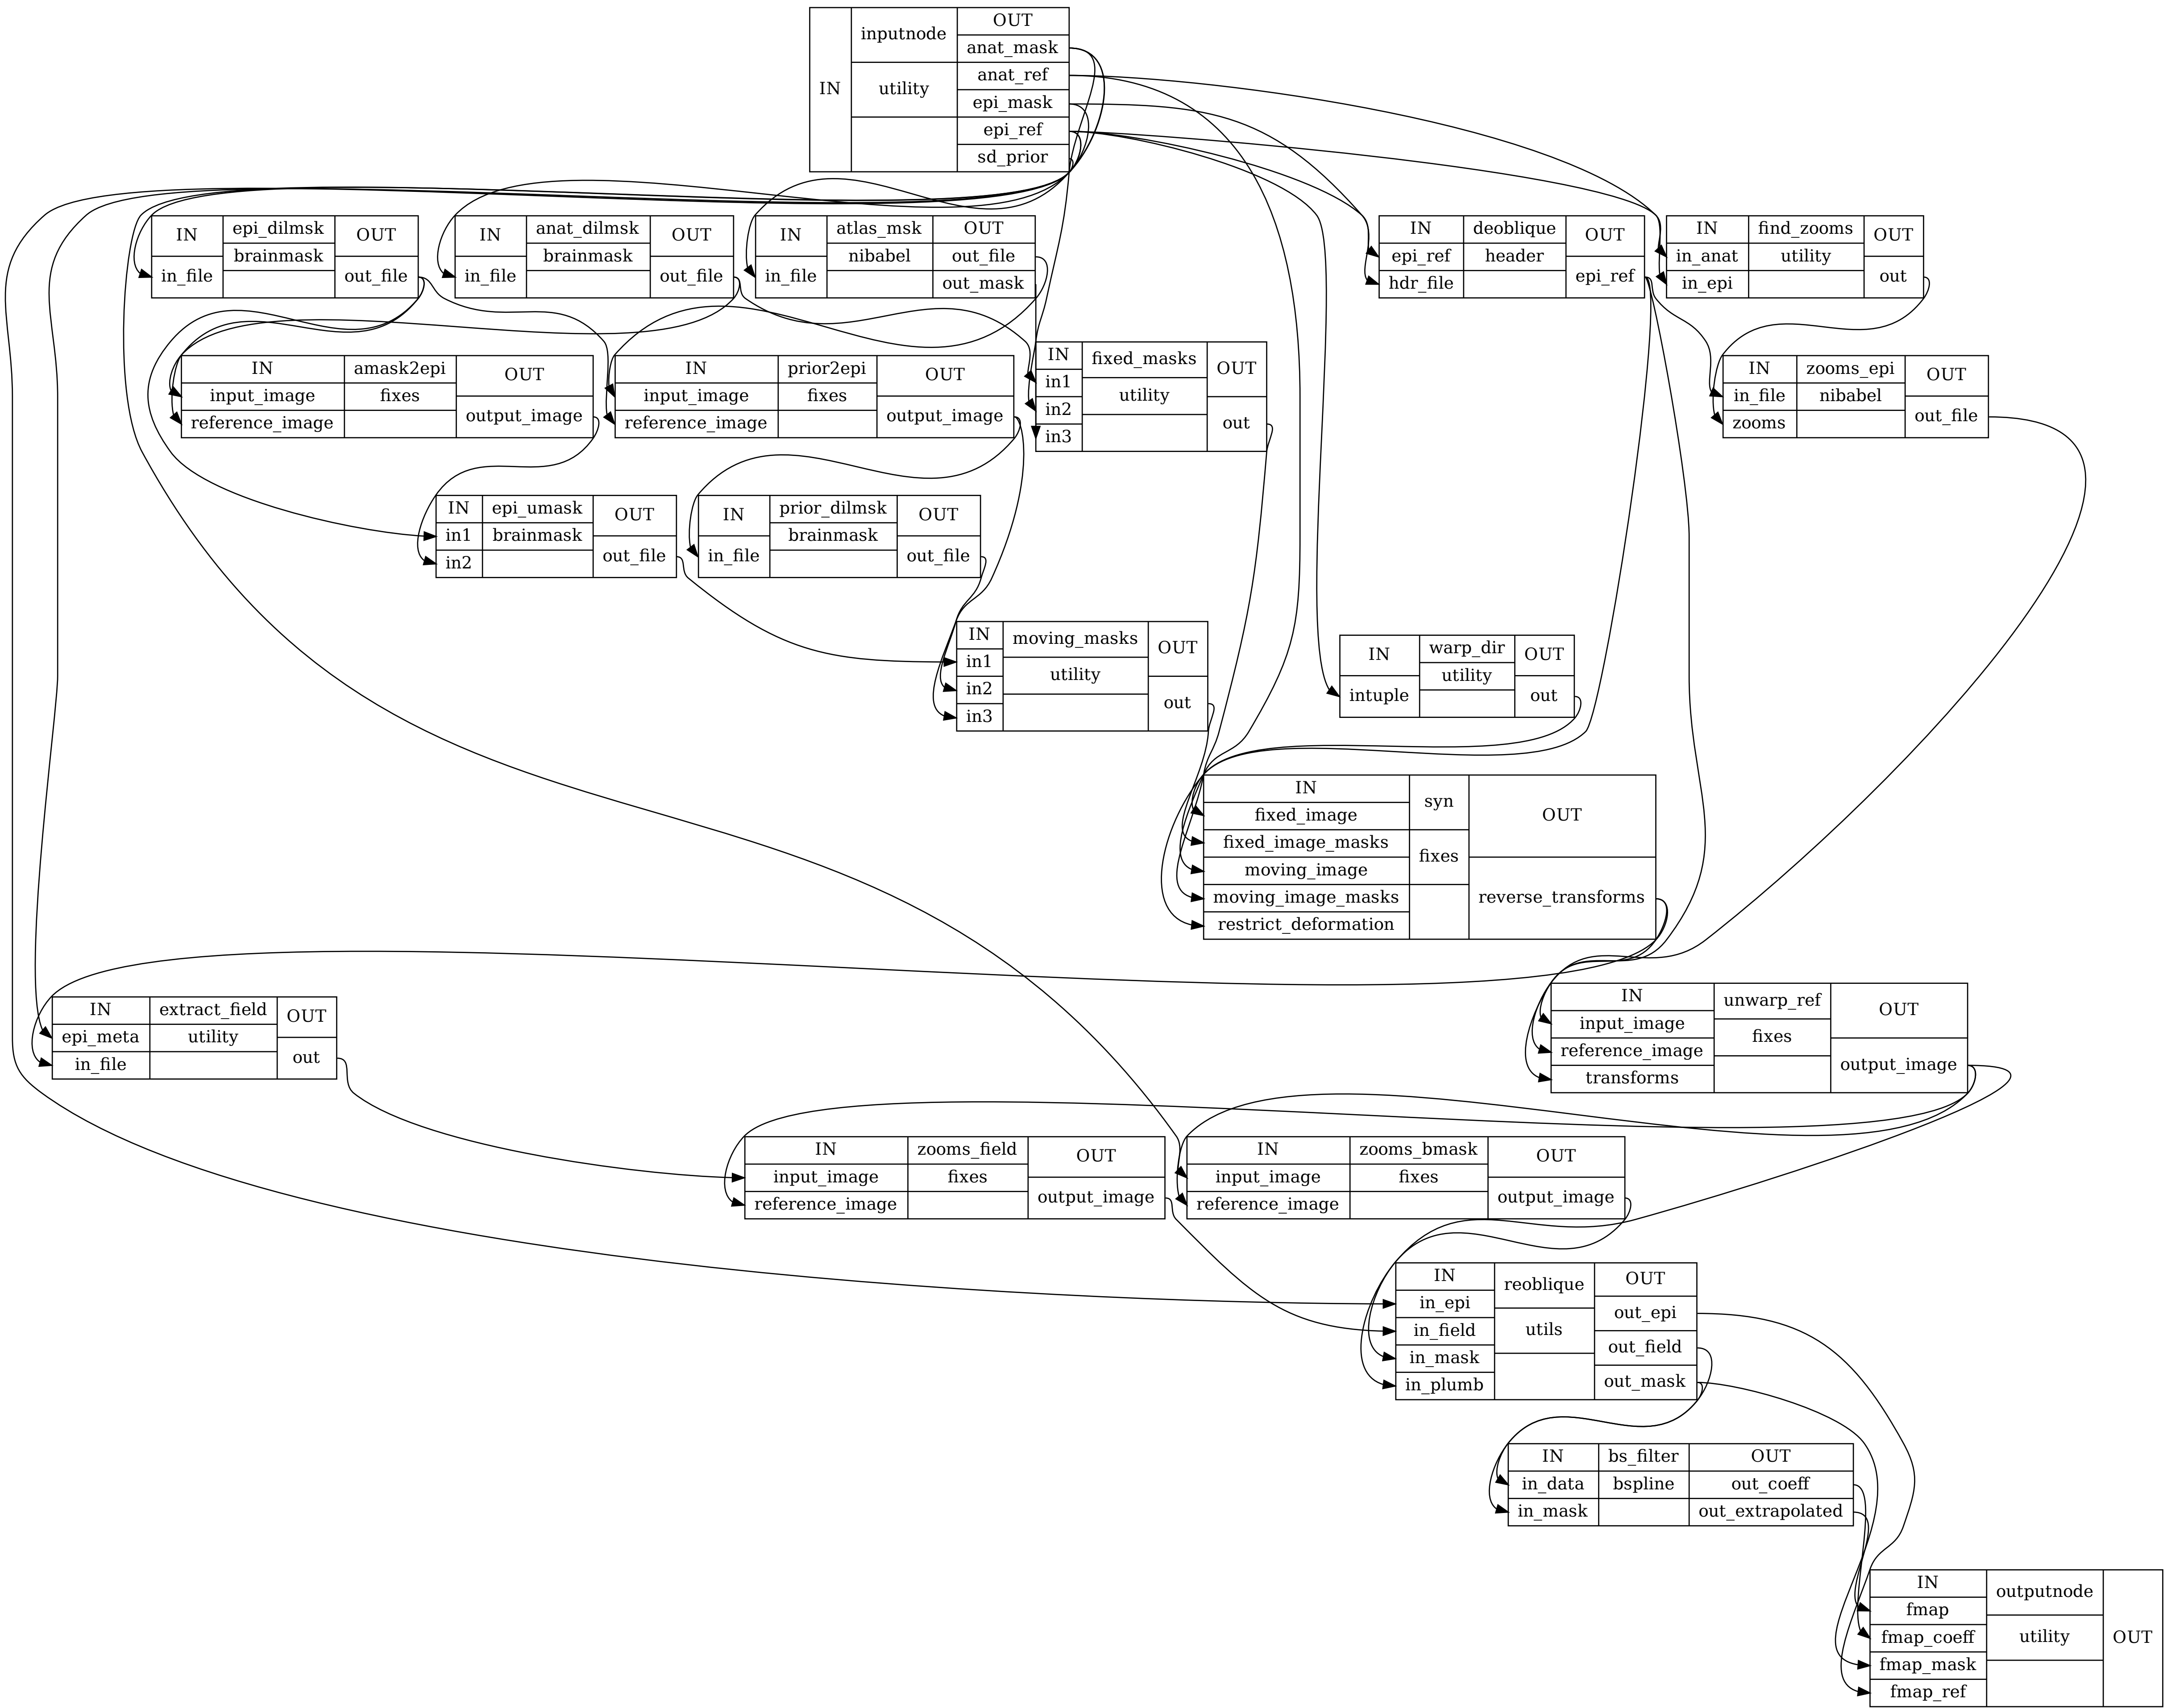 IN
inputnode
utility
OUT
anat_mask
anat_ref
epi_mask
epi_ref
sd_prior
IN
in_file
epi_dilmsk
brainmask
OUT
out_file
IN
in_file
anat_dilmsk
brainmask
OUT
out_file
IN
in_file
atlas_msk
nibabel
OUT
out_file
out_mask
IN
epi_ref
hdr_file
deoblique
header
OUT
epi_ref
IN
in_anat
in_epi
find_zooms
utility
OUT
out
IN
input_image
reference_image
amask2epi
fixes
OUT
output_image
IN
input_image
reference_image
prior2epi
fixes
OUT
output_image
IN
in1
in2
in3
fixed_masks
utility
OUT
out
IN
in_file
zooms
zooms_epi
nibabel
OUT
out_file
IN
in1
in2
epi_umask
brainmask
OUT
out_file
IN
in_file
prior_dilmsk
brainmask
OUT
out_file
IN
in1
in2
in3
moving_masks
utility
OUT
out
IN
intuple
warp_dir
utility
OUT
out
IN
fixed_image
fixed_image_masks
moving_image
moving_image_masks
restrict_deformation
syn
fixes
OUT
reverse_transforms
IN
epi_meta
in_file
extract_field
utility
OUT
out
IN
input_image
reference_image
transforms
unwarp_ref
fixes
OUT
output_image
IN
input_image
reference_image
zooms_field
fixes
OUT
output_image
IN
input_image
reference_image
zooms_bmask
fixes
OUT
output_image
IN
in_epi
in_field
in_mask
in_plumb
reoblique
utils
OUT
out_epi
out_field
out_mask
IN
in_data
in_mask
bs_filter
bspline
OUT
out_coeff
out_extrapolated
IN
fmap
fmap_coeff
fmap_mask
fmap_ref
outputnode
utility
OUT